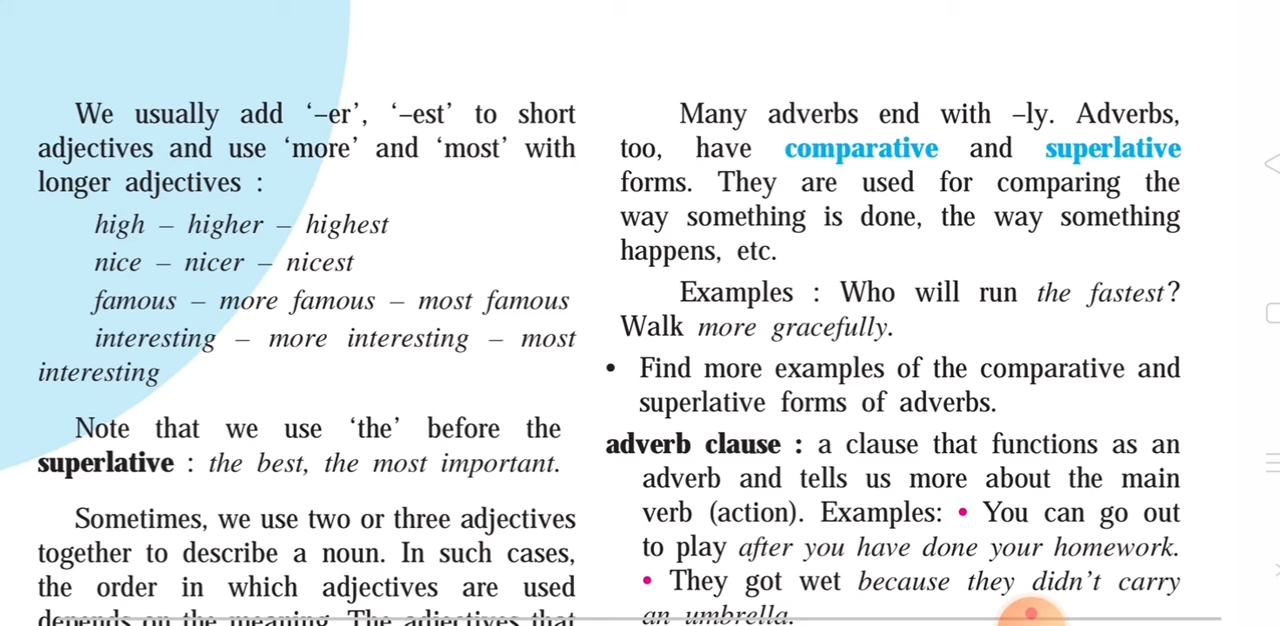 We usually add ‘–er’, ‘–est’ to short
adjectives and use ‘more’ and ‘most’ with
longer adjectives :
high – higher – highest
nice – nicer – nicest
famous – more famous – most famous
interesting – more interesting – most
interesting
Note that we use ‘the’ before the
superlative : the best, the most important.
Sometimes, we use two or three adjectives
together to describe a noun. In such cases,
the order in which adjectives are used
depends on the meaning. The adjectives that
Many adverbs end with –ly. Adverbs,
too, have comparative and superlative
forms. They are used for comparing the
way something is done, the way something
happens, etc.
Examples : Who will run the fastest?
Walk more gracefully.
• Find more examples of the comparative and
superlative forms of adverbs.
adverb clause : a clause that functions as an
adverb and tells us more about the main
verb (action). Examples: • You can go out
to play after you have done your homework.
• They got wet because they didn’t carry
an umbrella.